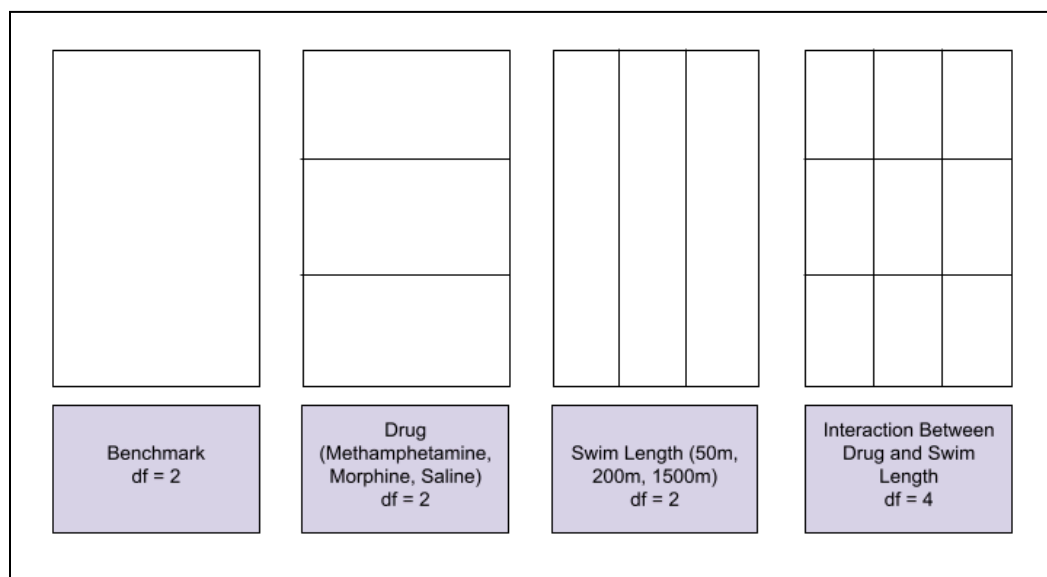 Benchmark
df = 2
Drug
(Methamphetamine,
Morphine, Saline)
df = 2
Swim Length (50m,
200m, 1500m)
df = 2
Interaction Between
Drug and Swim
Length
df = 4